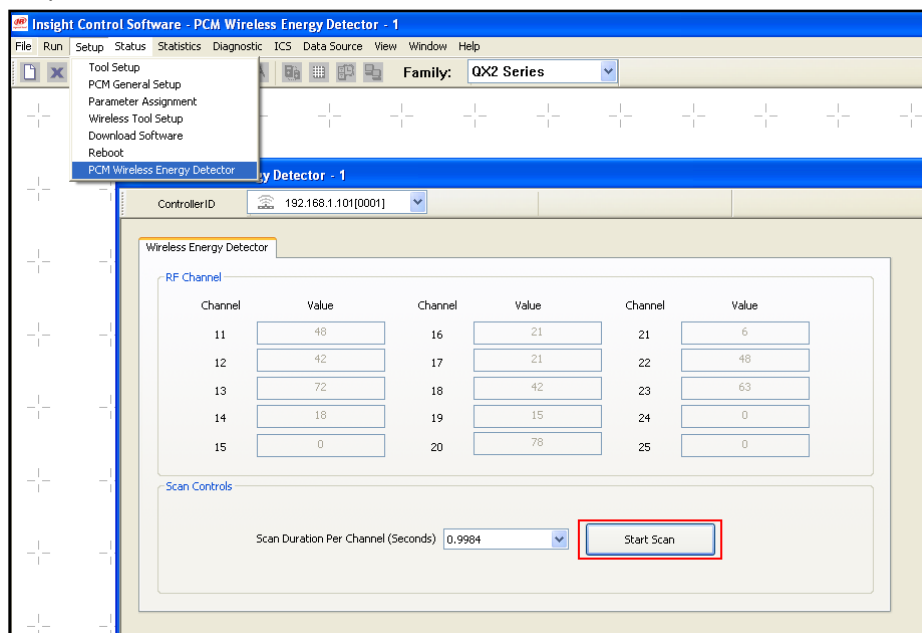 Insight Control Software - PCM Wireless Energy Detector - 1
File Run Setup Status Statistics Diagnostic ICS Data Source View Window Help
Family: QX2 Series
Tool Setup
PCM General Setup
Parameter Assignment
Wireless Tool Setup
Download Software
Reboot
PCM Wireless Energy Detector
Detector - 1
ControllerID 192.168.1.101[0001]
Wireless Energy Detector
RF Channel
Channel Value Channel Value Channel Value
11 48 16 21 21 6
12 42 17 21 22 48
13 72 18 42 23 63
14 18 19 15 24 0
15 0 20 78 25 0
Scan Controls
Scan Duration Per Channel (Seconds) 0.9984 Start Scan